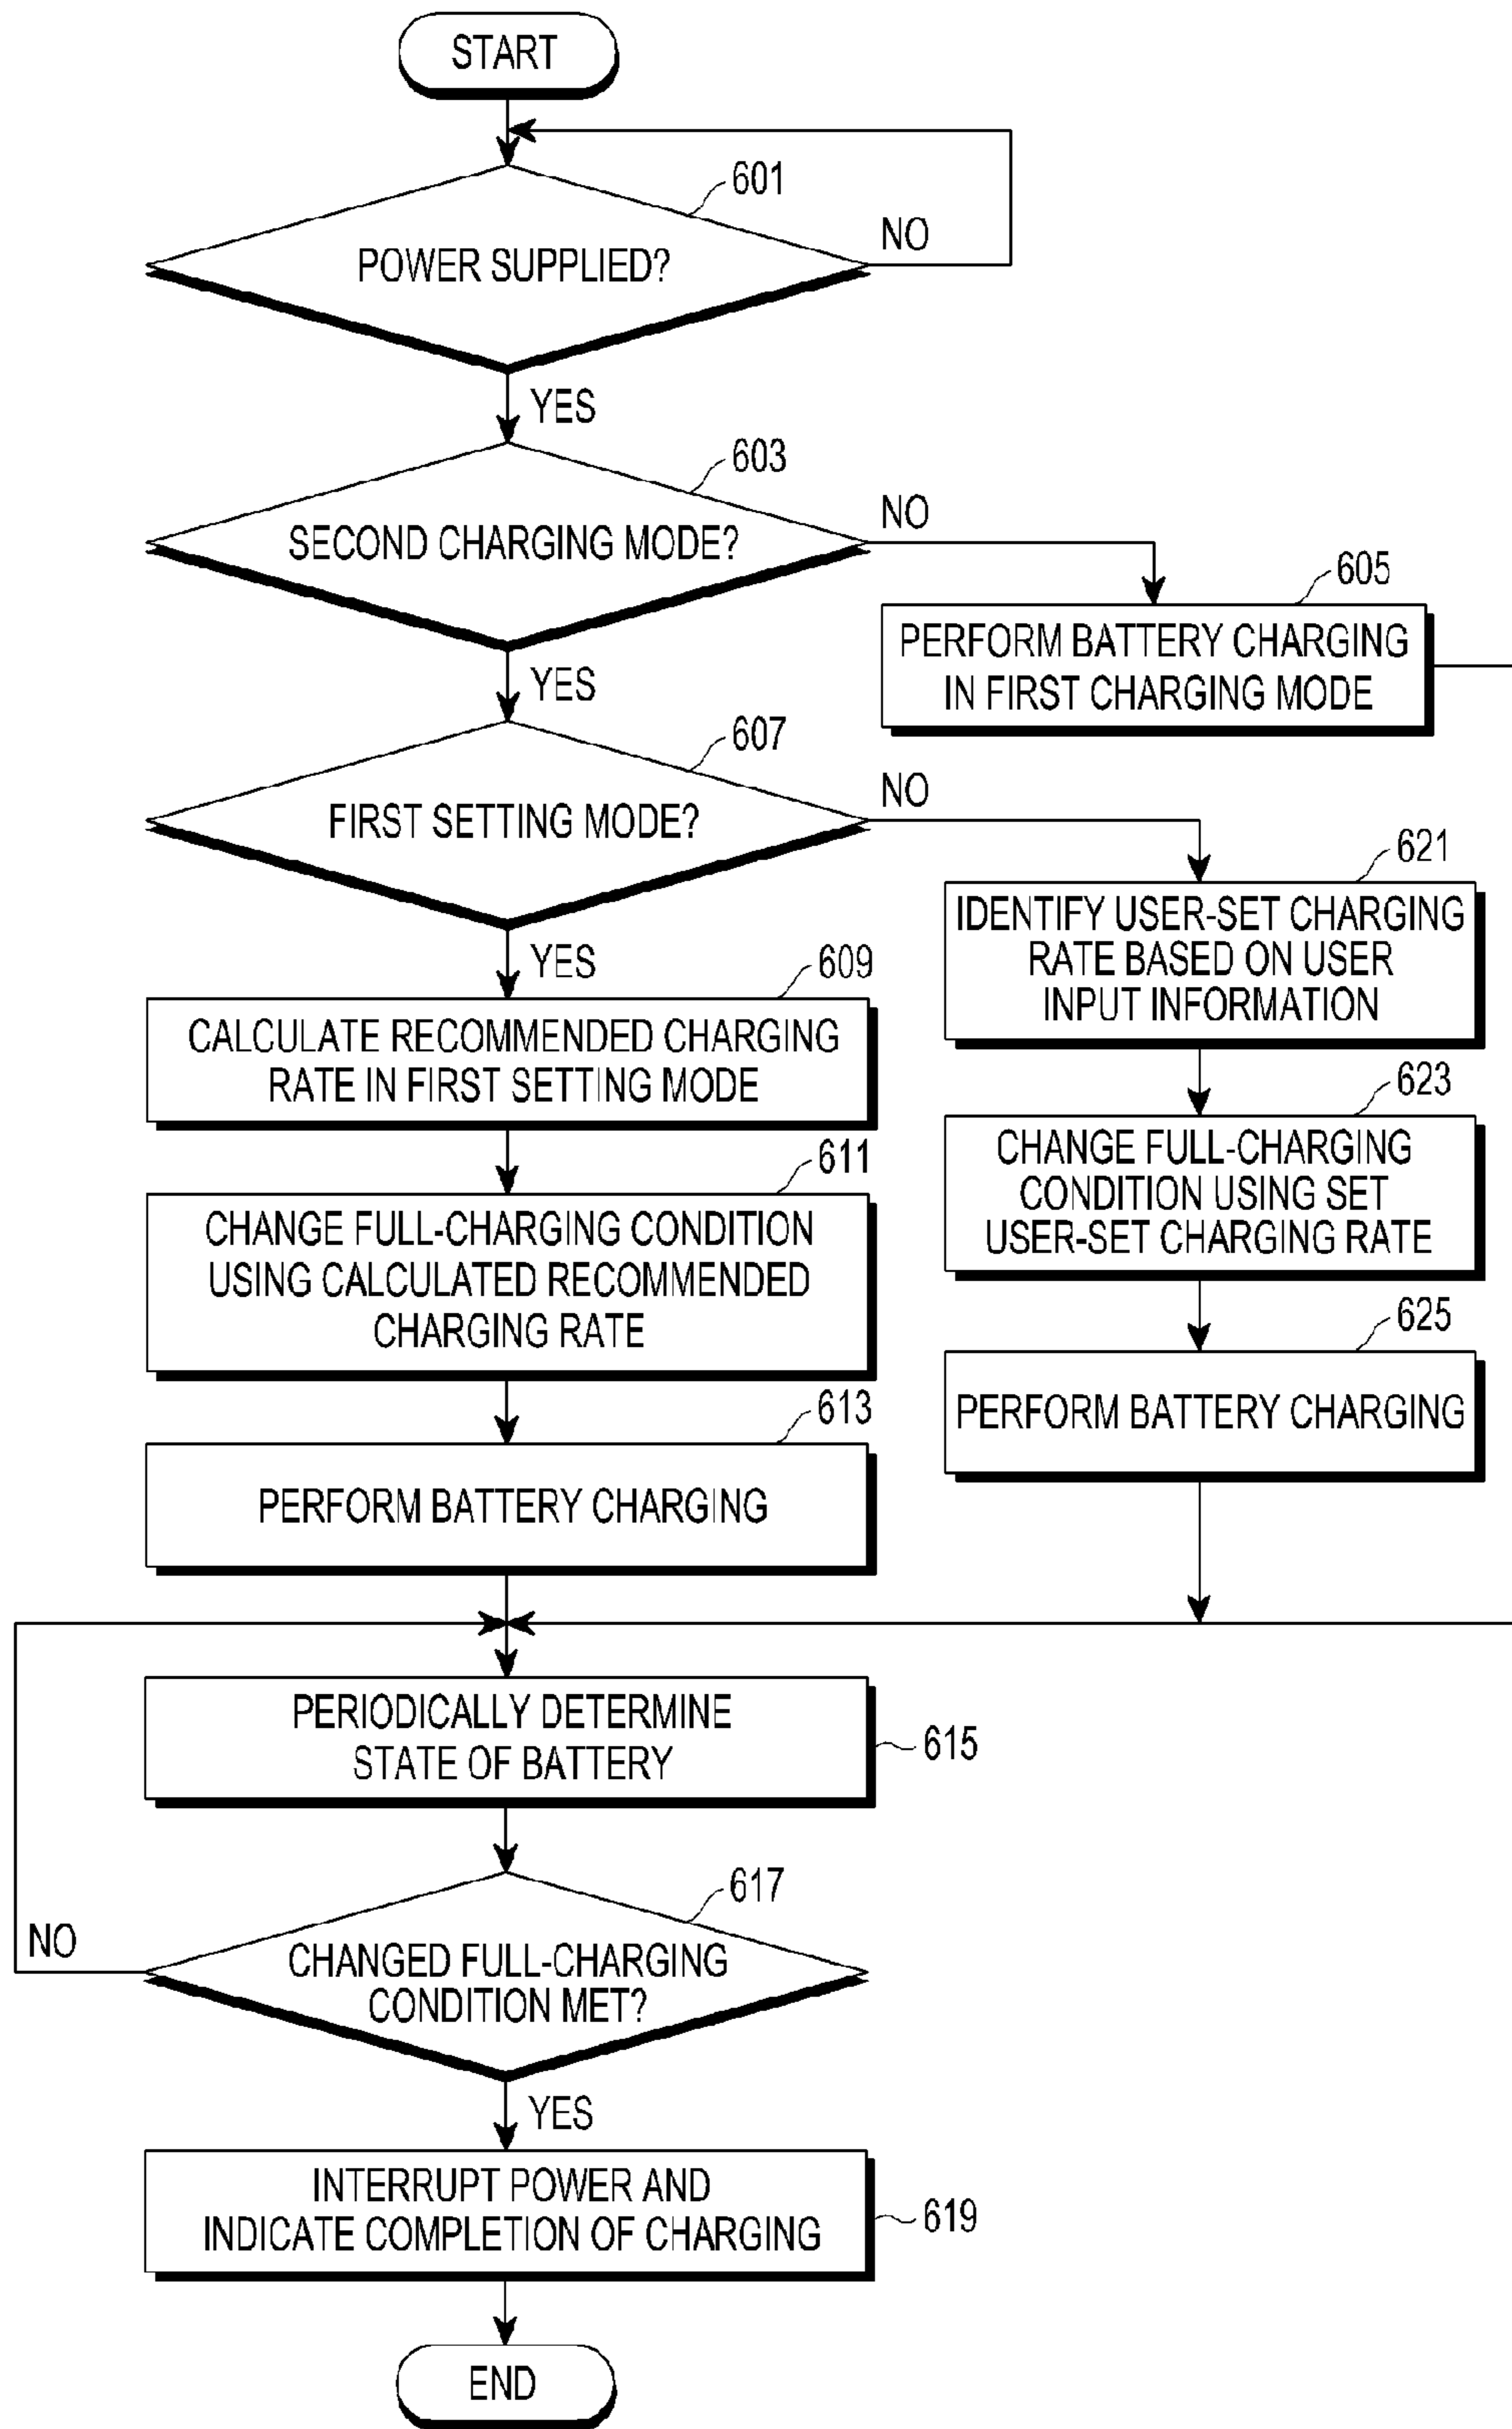 START
601
POWER SUPPLIED?
NO
YES
603
SECOND CHARGING MODE?
NO
605
PERFORM BATTERY CHARGING
IN FIRST CHARGING MODE
YES
607
FIRST SETTING MODE?
NO
621
IDENTIFY USER-SET CHARGING
RATE BASED ON USER
INPUT INFORMATION
YES
609
CALCULATE RECOMMENDED CHARGING
RATE IN FIRST SETTING MODE
623
CHANGE FULL-CHARGING
CONDITION USING SET
USER-SET CHARGING RATE
611
CHANGE FULL-CHARGING CONDITION
USING CALCULATED RECOMMENDED
CHARGING RATE
625
PERFORM BATTERY CHARGING
613
PERFORM BATTERY CHARGING
PERIODICALLY DETERMINE
STATE OF BATTERY
615
617
NO
CHANGED FULL-CHARGING
CONDITION MET?
YES
INTERRUPT POWER AND
INDICATE COMPLETION OF CHARGING
619
END